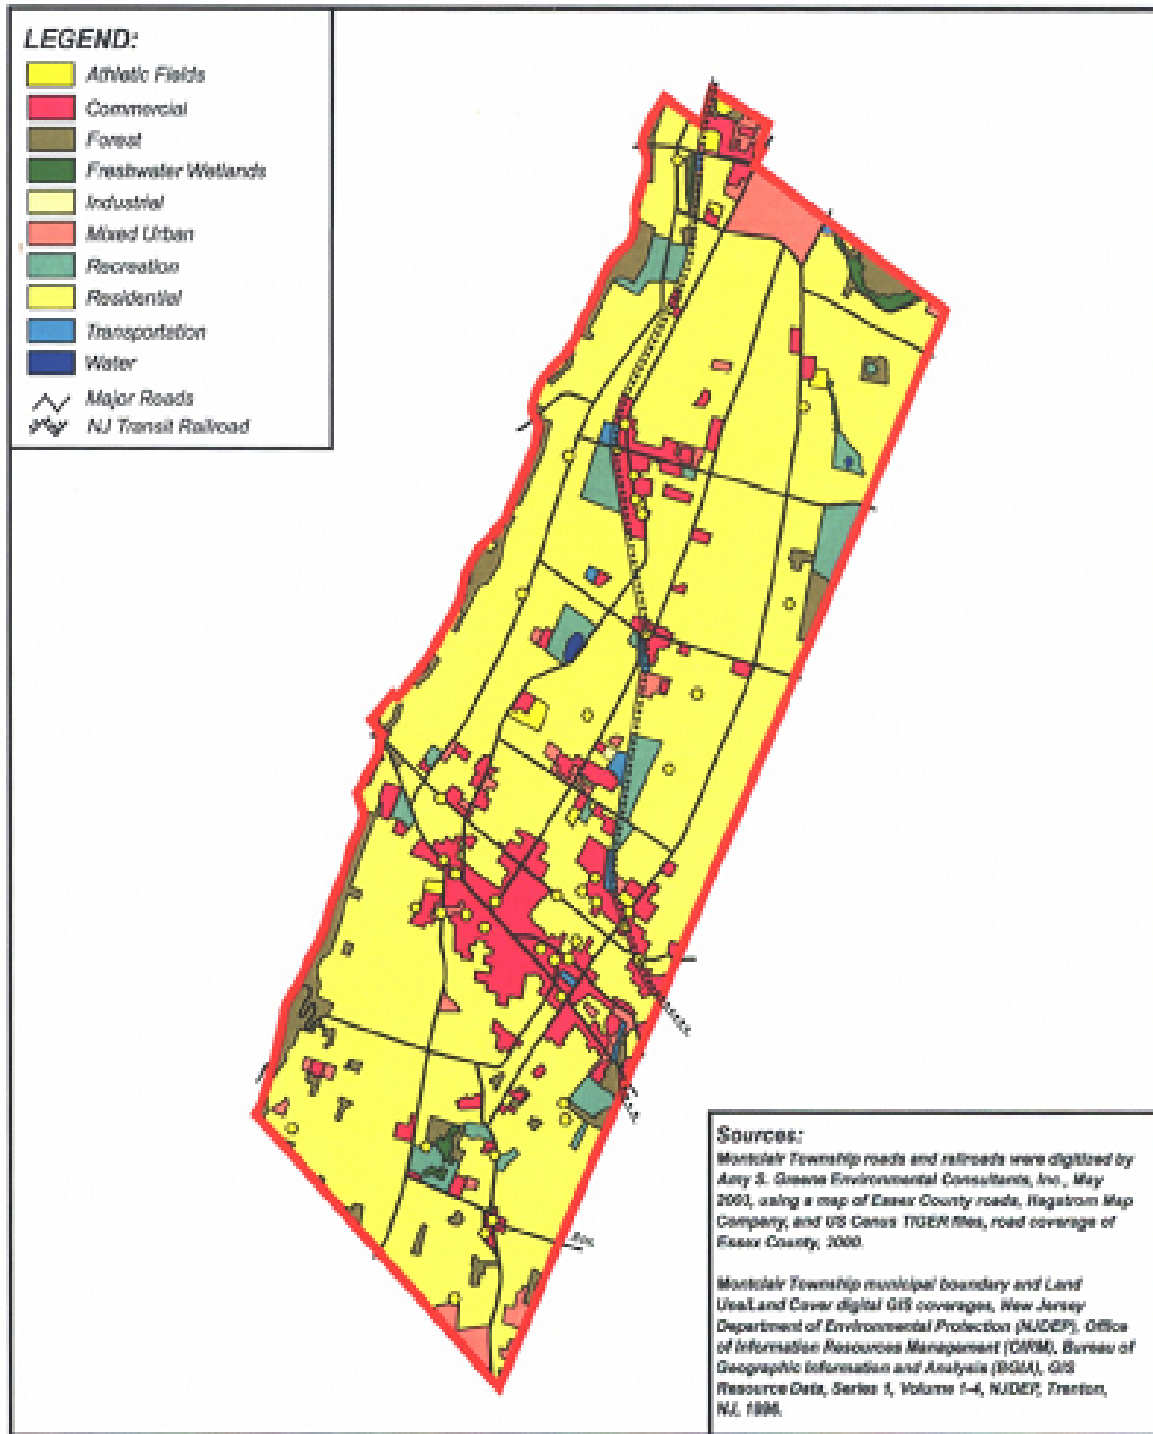 LEGEND:
Athletic Fields
Commercial
Forest
Freshwater Wetlands
Industrial
Mixed Urban
Recreation
Residential
Transportation
Water
Major Roads
NJ Transit Railroad
Sources:
Montclair Township roads and railroads were digitized by
Amy S. Greene Environmental Consultants, Inc., May
2003, using a map of Essex County roads, Hagstrom Map
Company, and US Census TIGER files, road coverage of
Essex County, 2000.
Montclair Township municipal boundary and Land
Use/Land Cover digital GIS coverages, New Jersey
Department of Environmental Protection (NJDEP), Office
of Information Resources Management (OIRM), Bureau of
Geographic Information and Analysis (BGIA), GIS
Resource Data, Series 1, Volume 1-4, NJDEP, Trenton,
NJ, 1996.